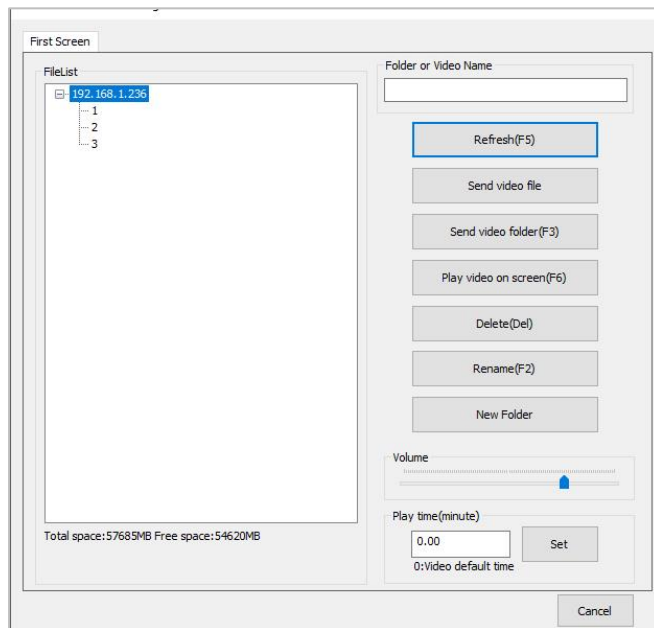 First Screen
FileList
192.168.1.236
1
2
3
Total space:57685MB Free space:54620MB
Folder or Video Name
Refresh(F5)
Send video file
Send video folder(F3)
Play video on screen(F6)
Delete(Del)
Rename(F2)
New Folder
Volume
Play time(minute)
0.00
Set
0:Video default time
Cancel